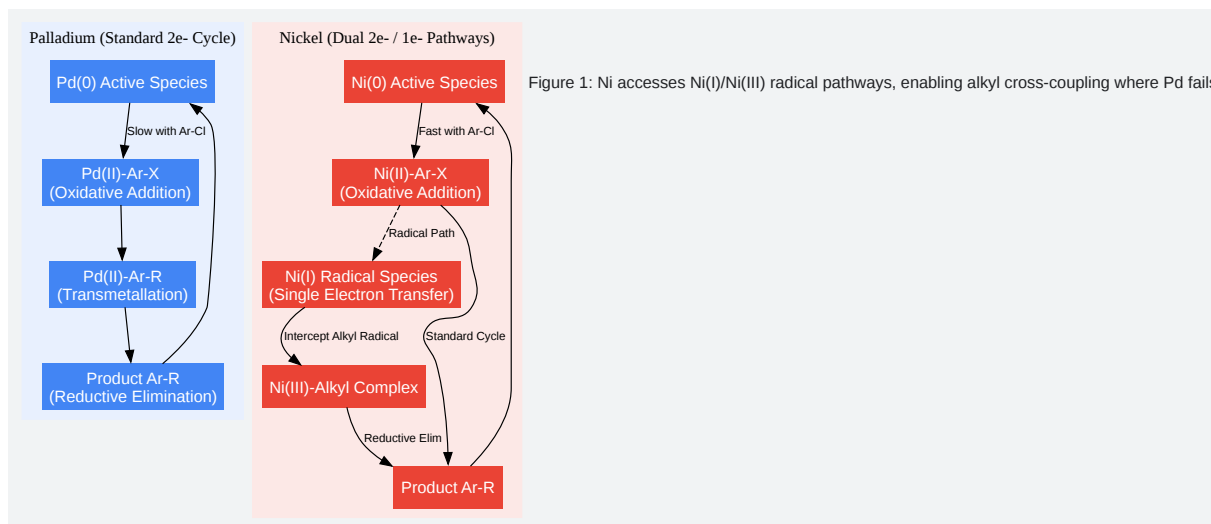 Palladium (Standard 2e- Cycle)
Pd(0) Active Species
Slow with Ar-Cl
Pd(II)-Ar-X
(Oxidative Addition)
Pd(II)-Ar-R
(Transmetallation)
Product Ar-R
(Reductive Elimination)
Nickel (Dual 2e- / 1e- Pathways)
Ni(0) Active Species
Fast with Ar-Cl
Ni(II)-Ar-X
(Oxidative Addition)
Radical Path
Ni(I) Radical Species
(Single Electron Transfer)
Intercept Alkyl Radical
Standard Cycle
Ni(III)-Alkyl Complex
Reductive Elim
Product Ar-R
Figure 1: Ni accesses Ni(I)/Ni(III) radical pathways, enabling alkyl cross-coupling where Pd fails